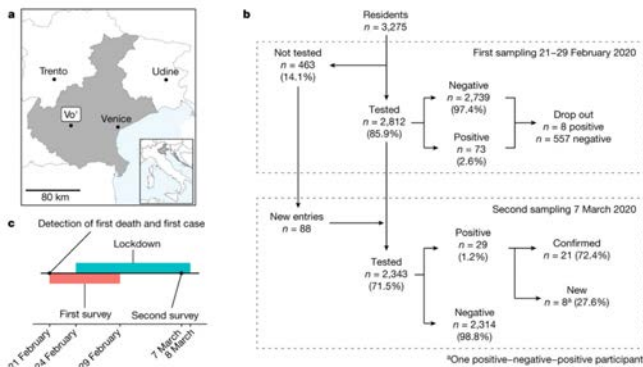 a
Trento
Udine
Vo'
Venice
80 km
b
Residents
n = 3,275
First sampling 21–29 February 2020
Not tested
n = 463
(14.1%)
Tested
n = 2,812
(85.9%)
Negative
n = 2,739
(97.4%)
Positive
n = 73
(2.6%)
Drop out
n = 8 positive
n = 557 negative
Second sampling 7 March 2020
New entries
n = 88
Tested
n = 2,343
(71.5%)
Positive
n = 29
(1.2%)
Negative
n = 2,314
(98.8%)
Confirmed
n = 21 (72.4%)
New
n = 8ᵃ (27.6%)
ᵃOne positive–negative–positive participant
c
Detection of first death and first case
Lockdown
First survey
Second survey
21 February
24 February
29 February
7 March
8 March